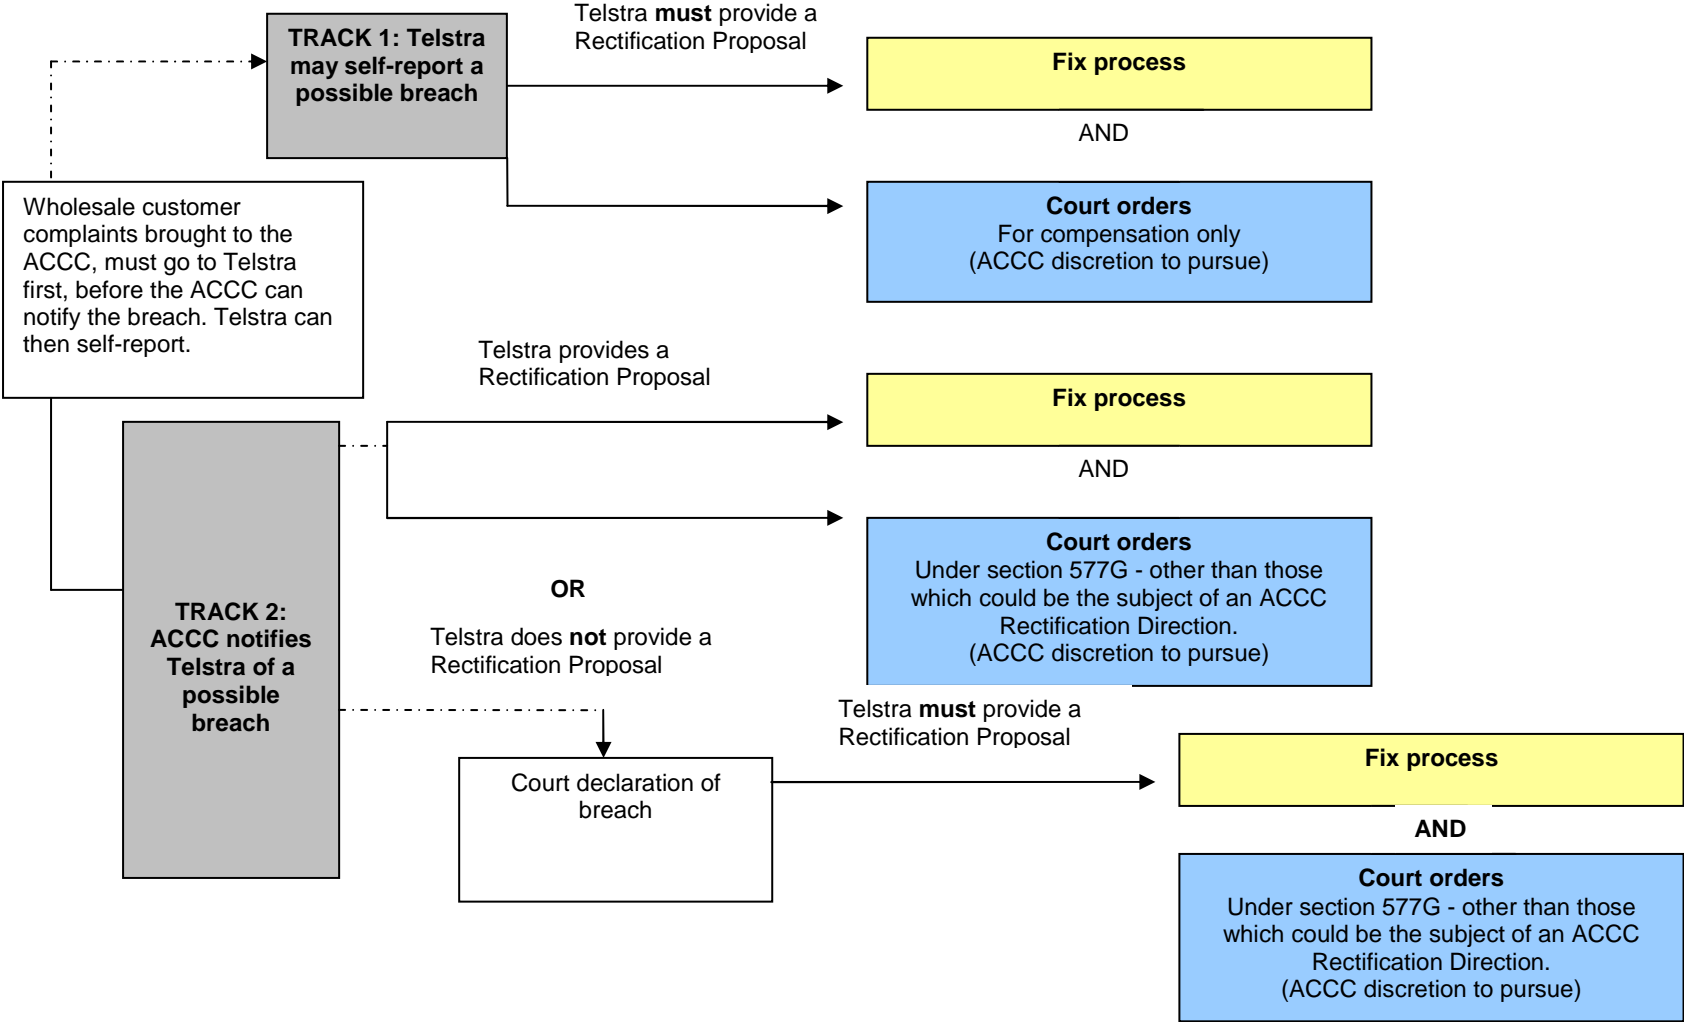 Telstra must provide a
Rectification Proposal
TRACK 1: Telstra
may self-report a
possible breach
Fix process
AND
Court orders
For compensation only
(ACCC discretion to pursue)
Wholesale customer
complaints brought to the
ACCC, must go to Telstra
first, before the ACCC can
notify the breach. Telstra can
then self-report.
Telstra provides a
Rectification Proposal
Fix process
AND
Court orders
Under section 577G - other than those
which could be the subject of an ACCC
Rectification Direction.
(ACCC discretion to pursue)
TRACK 2:
ACCC notifies
Telstra of a
possible
breach
OR
Telstra does not provide a
Rectification Proposal
Court declaration of
breach
Telstra must provide a
Rectification Proposal
Fix process
AND
Court orders
Under section 577G - other than those
which could be the subject of an ACCC
Rectification Direction.
(ACCC discretion to pursue)